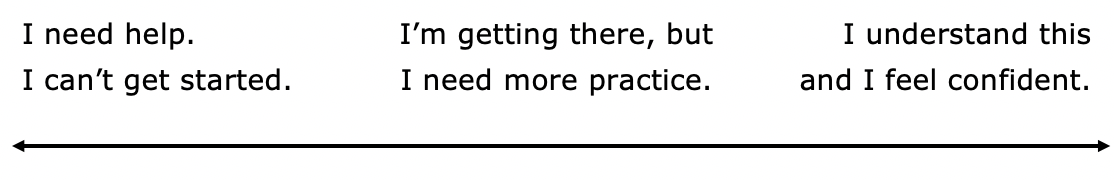 I need help.
I can’t get started.
I’m getting there, but
I need more practice.
I understand this
and I feel confident.